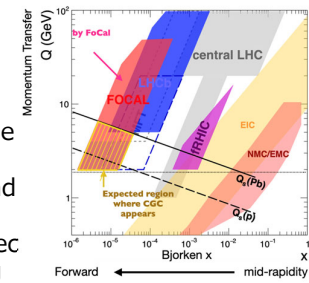 Momentum Transfer
Q (GeV)
10²
10
1
by FoCal
LHCb
central LHC
FOCAL
fRHIC
EIC
NMC/EMC
Qs(Pb)
Qs(p)
Expected region
where CGC
appears
e
nd
ec
10⁻⁶ 10⁻⁵ 10⁻⁴ 10⁻³ 10⁻² 10⁻¹ 1
Bjorken x x
Forward mid-rapidity